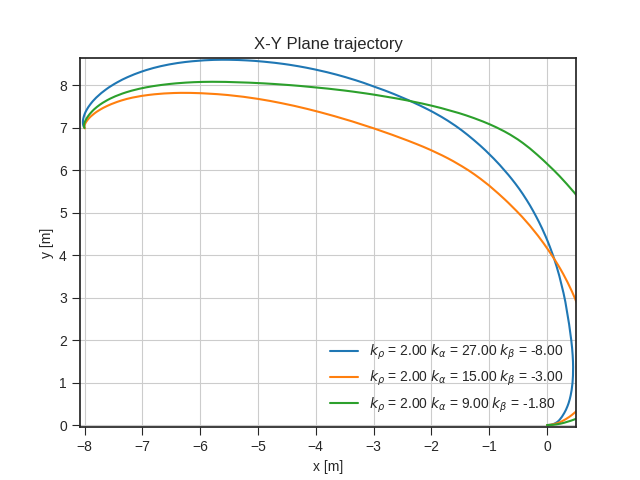 X-Y Plane trajectory
y [m]
8
7
6
5
4
3
2
1
0
kρ = 2.00 kα = 27.00 kβ = -8.00
kρ = 2.00 kα = 15.00 kβ = -3.00
kρ = 2.00 kα = 9.00 kβ = -1.80
−8 −7 −6 −5 −4 −3 −2 −1 0
x [m]